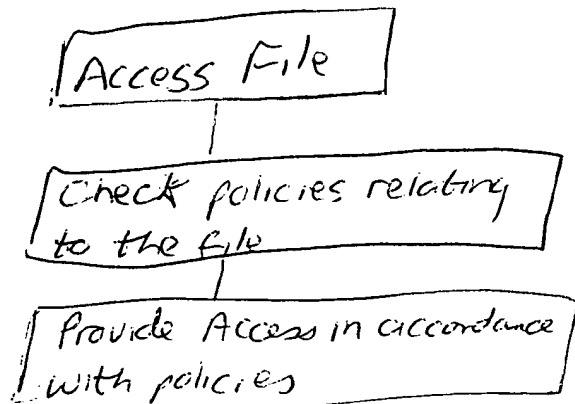 Access File
Check policies relating
to the file
Provide Access in accordance
with policies